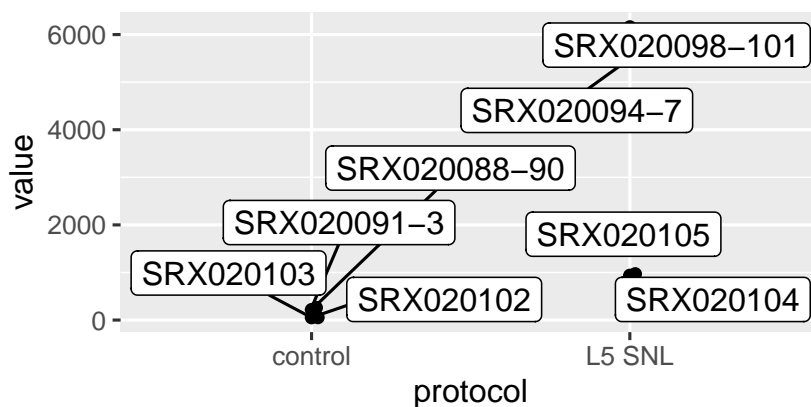 6000
SRX020098−101
SRX020094−7
4000
SRX020088−90
value
SRX020091−3
2000
SRX020105
SRX020103
SRX020102
SRX020104
0
control
L5 SNL
protocol